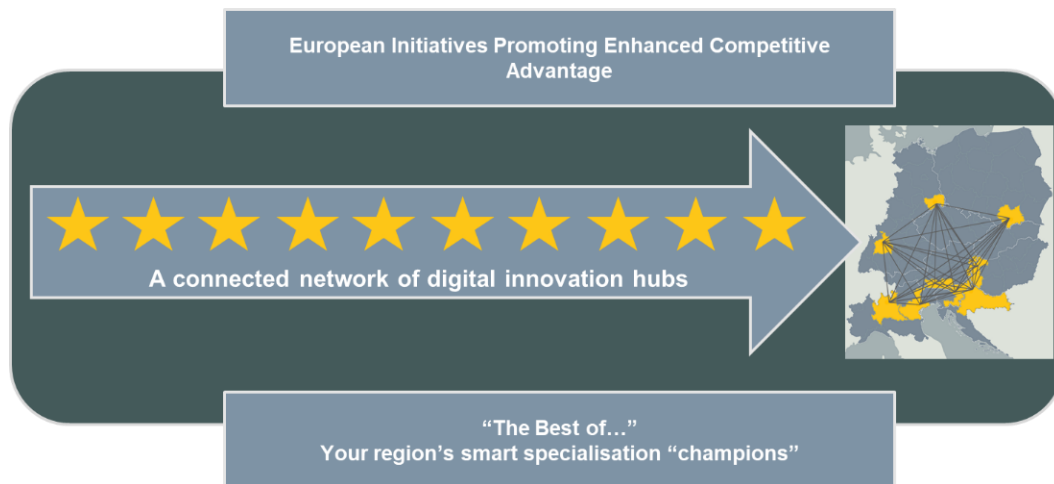 European Initiatives Promoting Enhanced Competitive
Advantage
A connected network of digital innovation hubs
“The Best of…”
Your region’s smart specialisation “champions”